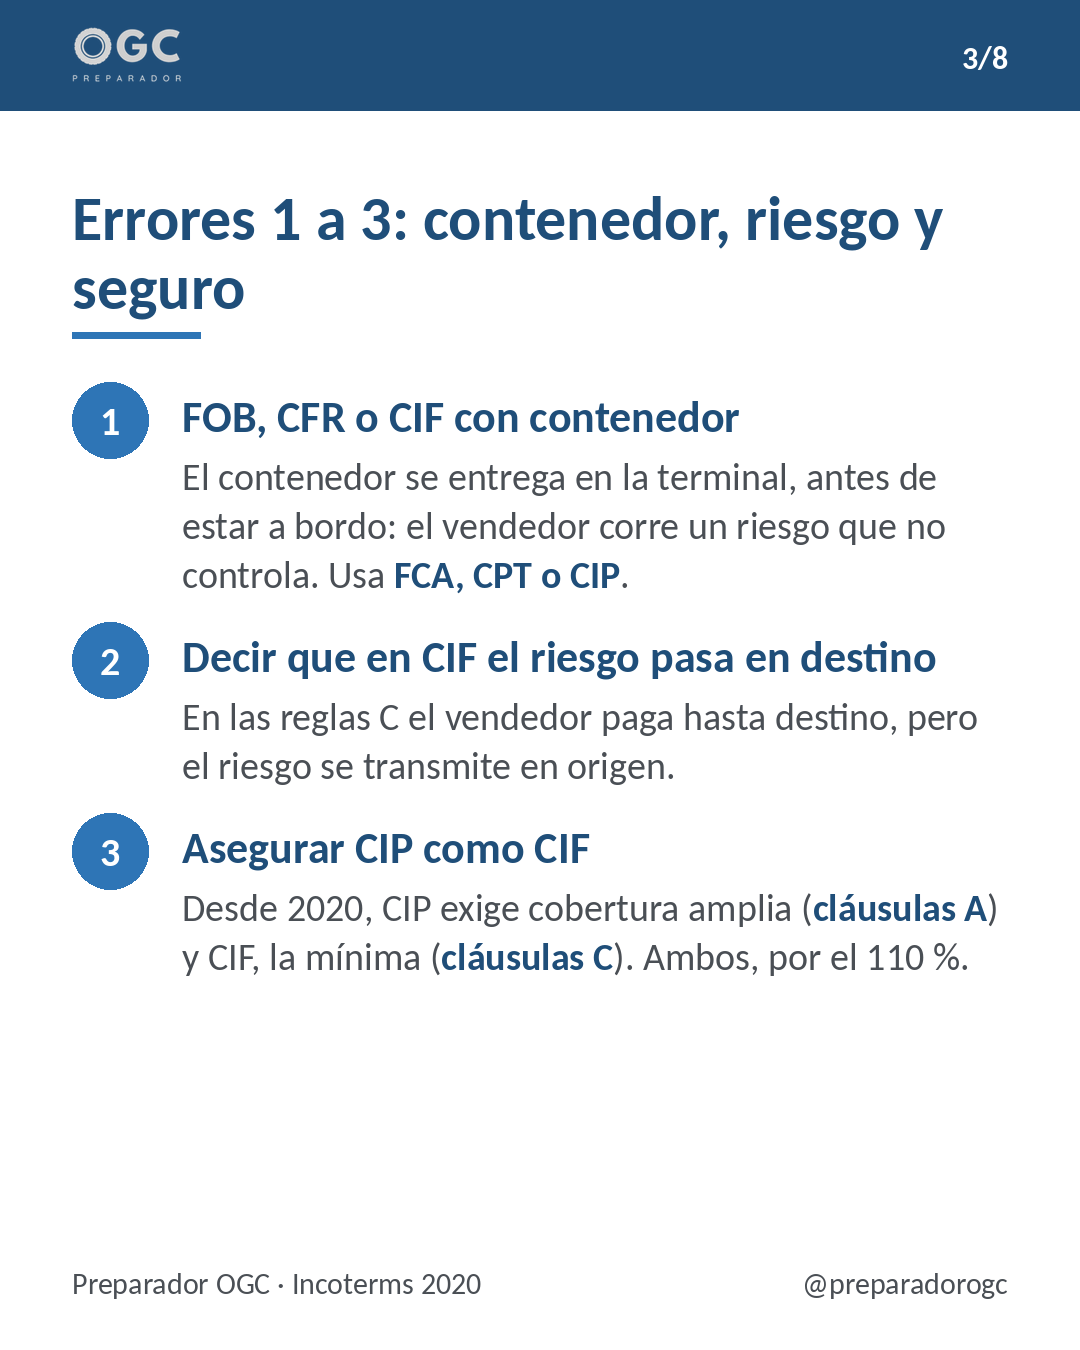 OGC
PREPARADOR
3/8
Errores 1 a 3: contenedor, riesgo y
seguro
1
FOB, CFR o CIF con contenedor
El contenedor se entrega en la terminal, antes de
estar a bordo: el vendedor corre un riesgo que no
controla. Usa FCA, CPT o CIP.
2
Decir que en CIF el riesgo pasa en destino
En las reglas C el vendedor paga hasta destino, pero
el riesgo se transmite en origen.
3
Asegurar CIP como CIF
Desde 2020, CIP exige cobertura amplia (cláusulas A)
y CIF, la mínima (cláusulas C). Ambos, por el 110 %.
Preparador OGC · Incoterms 2020
@preparadorogc